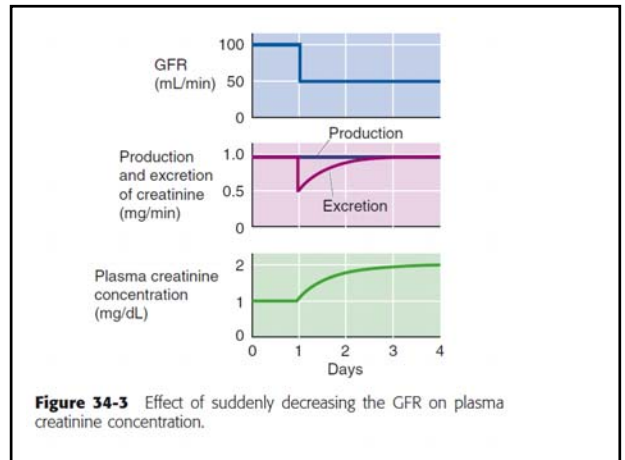 GFR
(mL/min)
100
50
0
Production
and excretion
of creatinine
(mg/min)
1.0
0.5
0
Production
Excretion
Plasma creatinine
concentration
(mg/dL)
2
1
0
0 1 2 3 4
Days
Figure 34-3 Effect of suddenly decreasing the GFR on plasma
creatinine concentration.